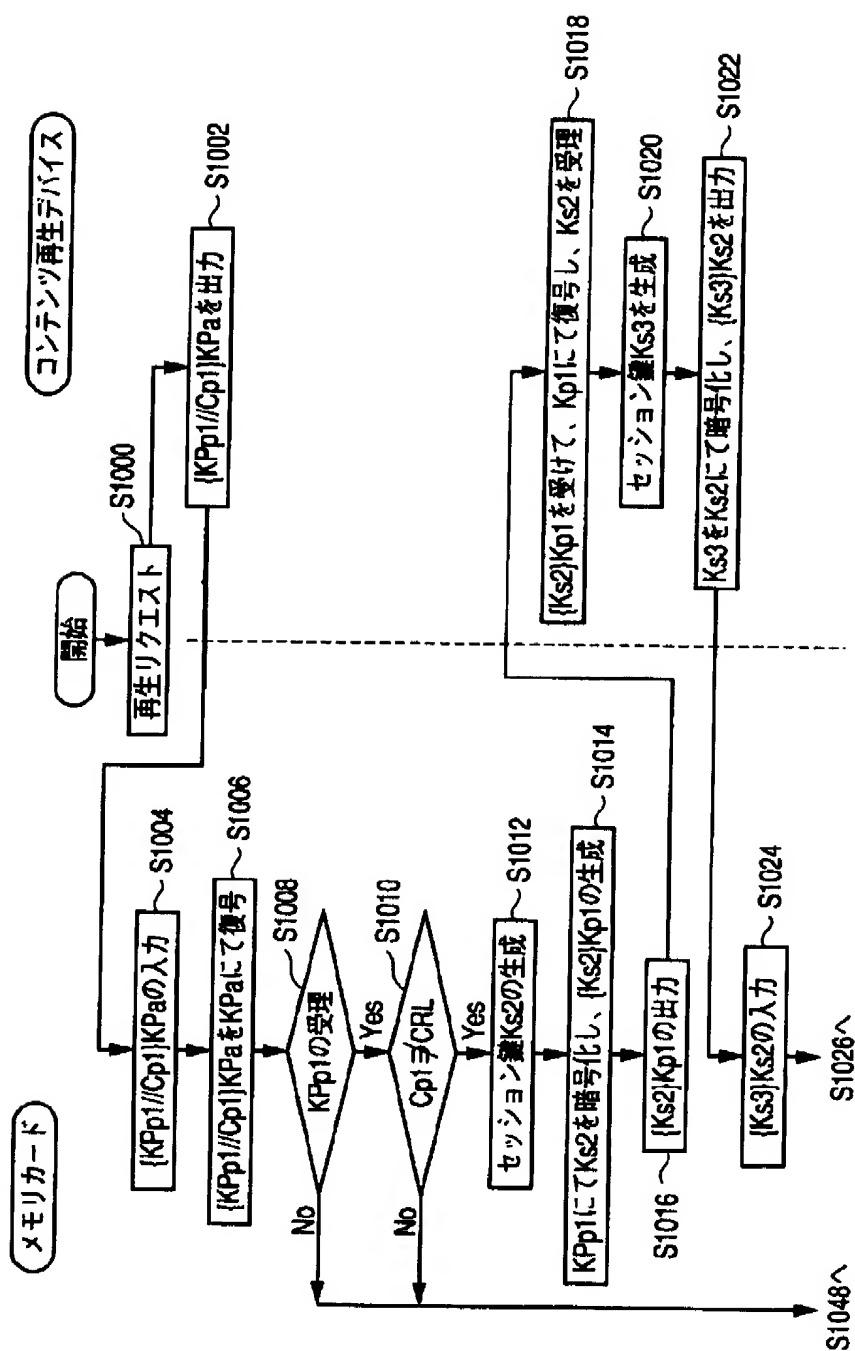 開始
コンテンツ再生デバイス
メモリカード
再生リクエスト
S1000
{KPp1//Cp1}KPaを出力
S1002
{KPp1//Cp1}KPaの入力
S1004
{KPp1//Cp1}KPaをKPaにて復号
S1006
KPp1の受理
S1008
Yes
No
Cp1∌CRL
S1010
Yes
No
セッション鍵Ks2の生成
S1012
KPp1にてKs2を暗号化し、{Ks2}Kp1の生成
S1014
{Ks2}Kp1の出力
S1016
{Ks2}Kp1を受けて、Kp1にて復号し、Ks2を受理
S1018
セッション鍵Ks3を生成
S1020
Ks3をKs2にて暗号化し、{Ks3}Ks2を出力
S1022
{Ks3}Ks2の入力
S1024
S1026へ
S1048へ